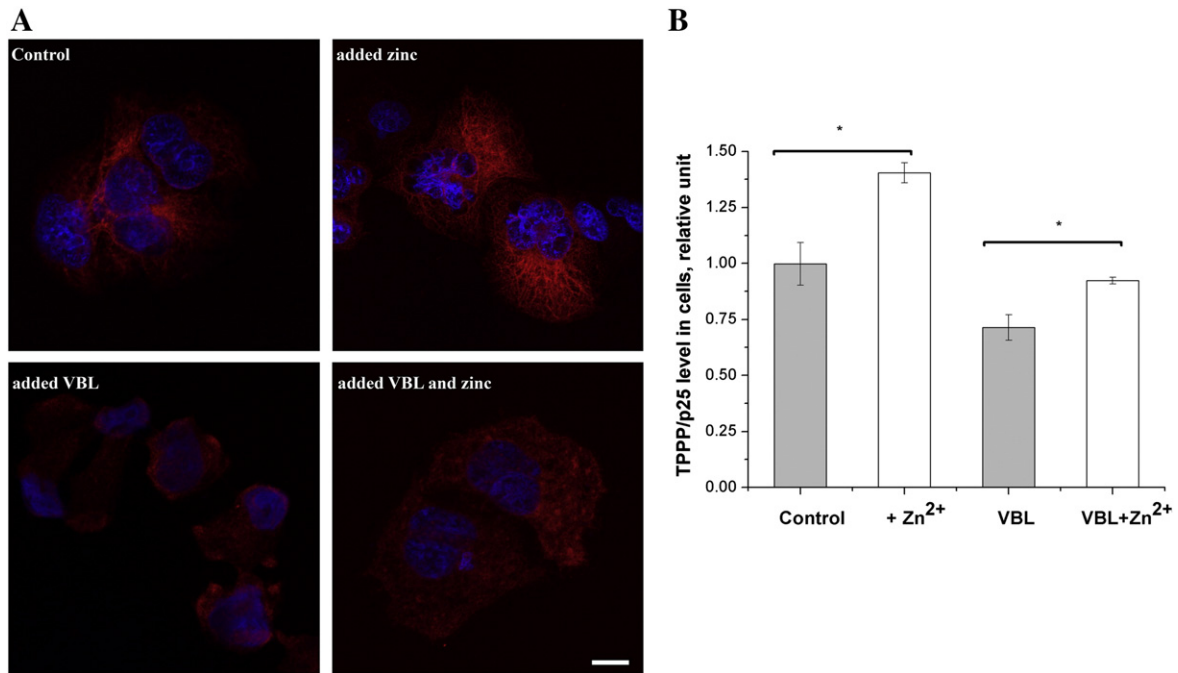 A
Control
added zinc
added VBL
added VBL and zinc
B
TPPP/p25 level in cells, relative unit
1.50
1.25
1.00
0.75
0.50
0.25
0.00
*
*
Control
+ Zn²⁺
VBL
VBL+Zn²⁺